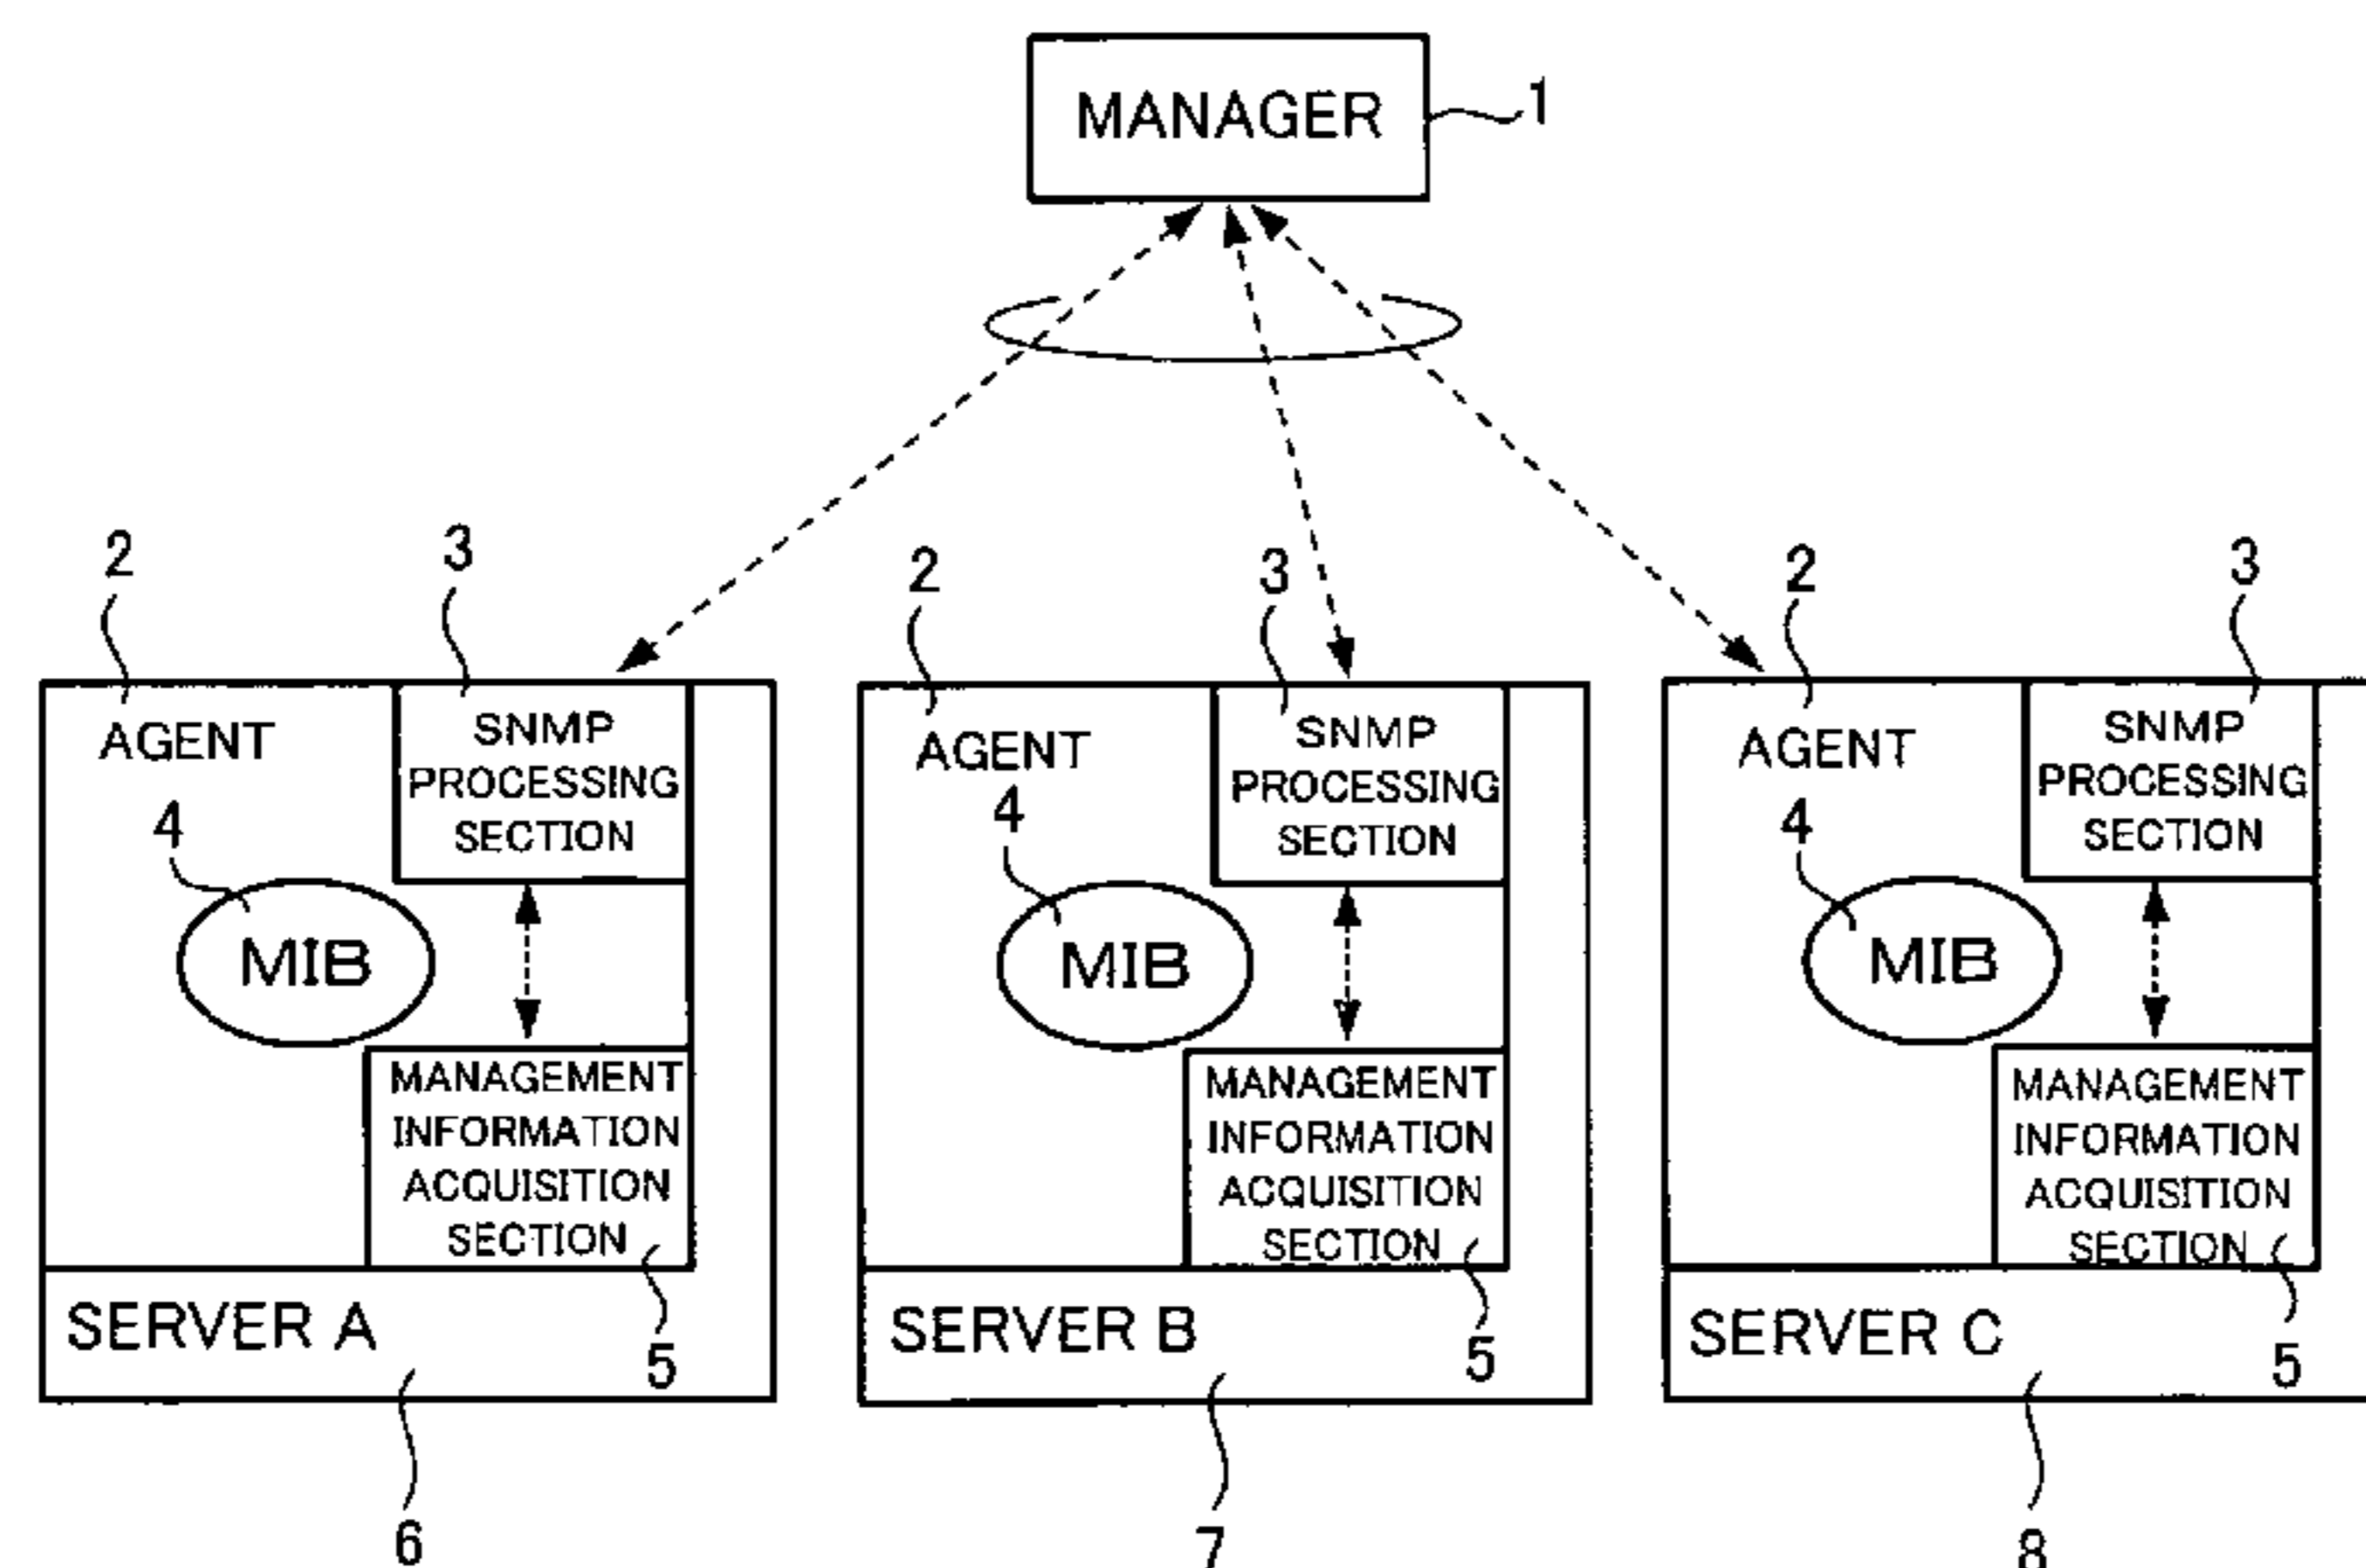 MANAGER
1
2
3
AGENT
SNMP
PROCESSING
SECTION
4
MIB
MANAGEMENT
INFORMATION
ACQUISITION
SECTION
SERVER A
5
6
2
3
AGENT
SNMP
PROCESSING
SECTION
4
MIB
MANAGEMENT
INFORMATION
ACQUISITION
SECTION
SERVER B
5
7
2
3
AGENT
SNMP
PROCESSING
SECTION
4
MIB
MANAGEMENT
INFORMATION
ACQUISITION
SECTION
SERVER C
5
8